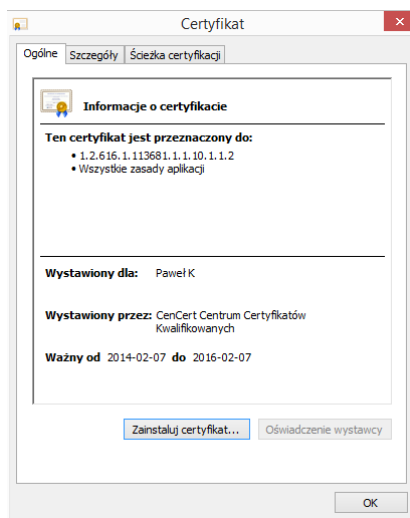 Certyfikat
Ogólne Szczegóły Ścieżka certyfikacji
Informacje o certyfikacie
Ten certyfikat jest przeznaczony do:
• 1.2.616.1.113681.1.1.10.1.1.2
• Wszystkie zasady aplikacji
Wystawiony dla: Paweł K
Wystawiony przez: CenCert Centrum Certyfikatów
Kwalifikowanych
Ważny od 2014-02-07 do 2016-02-07
Zainstaluj certyfikat... Oświadczenie wystawcy
OK